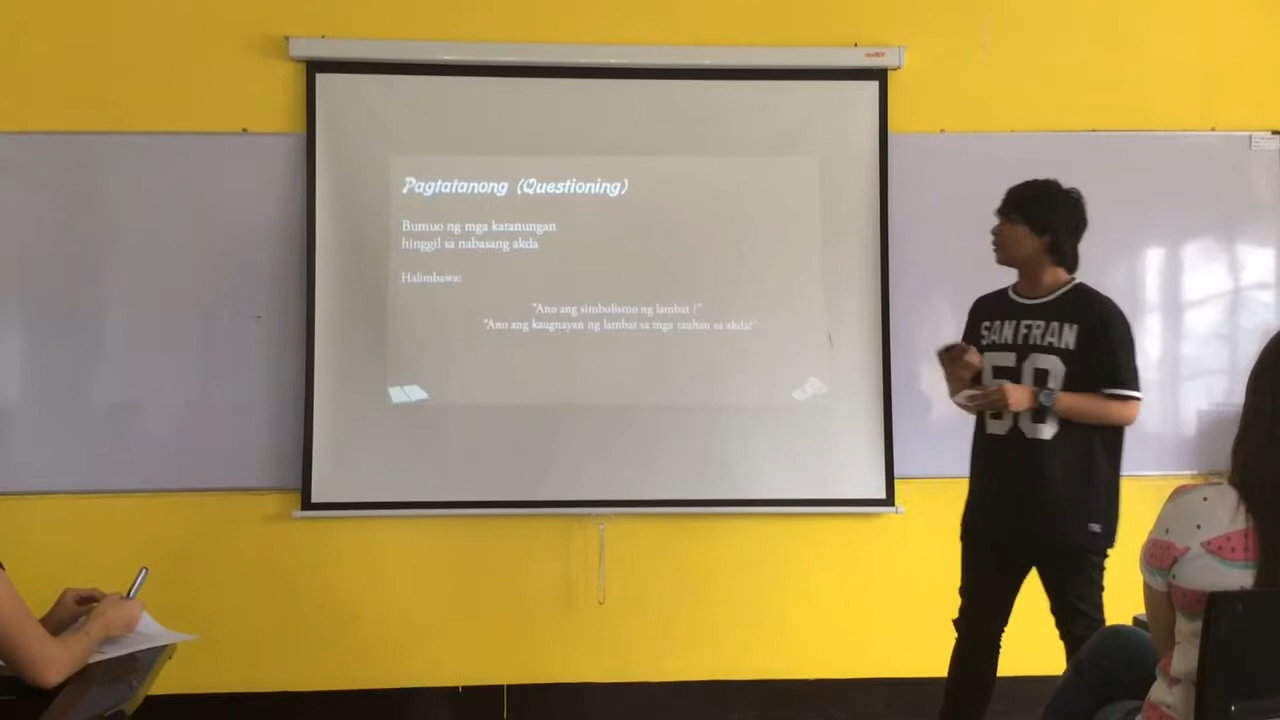 Pagtatanong (Questioning)
Bumuo ng mga katanungan
hinggil sa nabasang akda
Halimbawa:
"Ano ang simbolismo ng lambat ?"
"Ano ang kaugnayan ng lambat sa mga tauhan sa akda?"
SAN FRAN
50